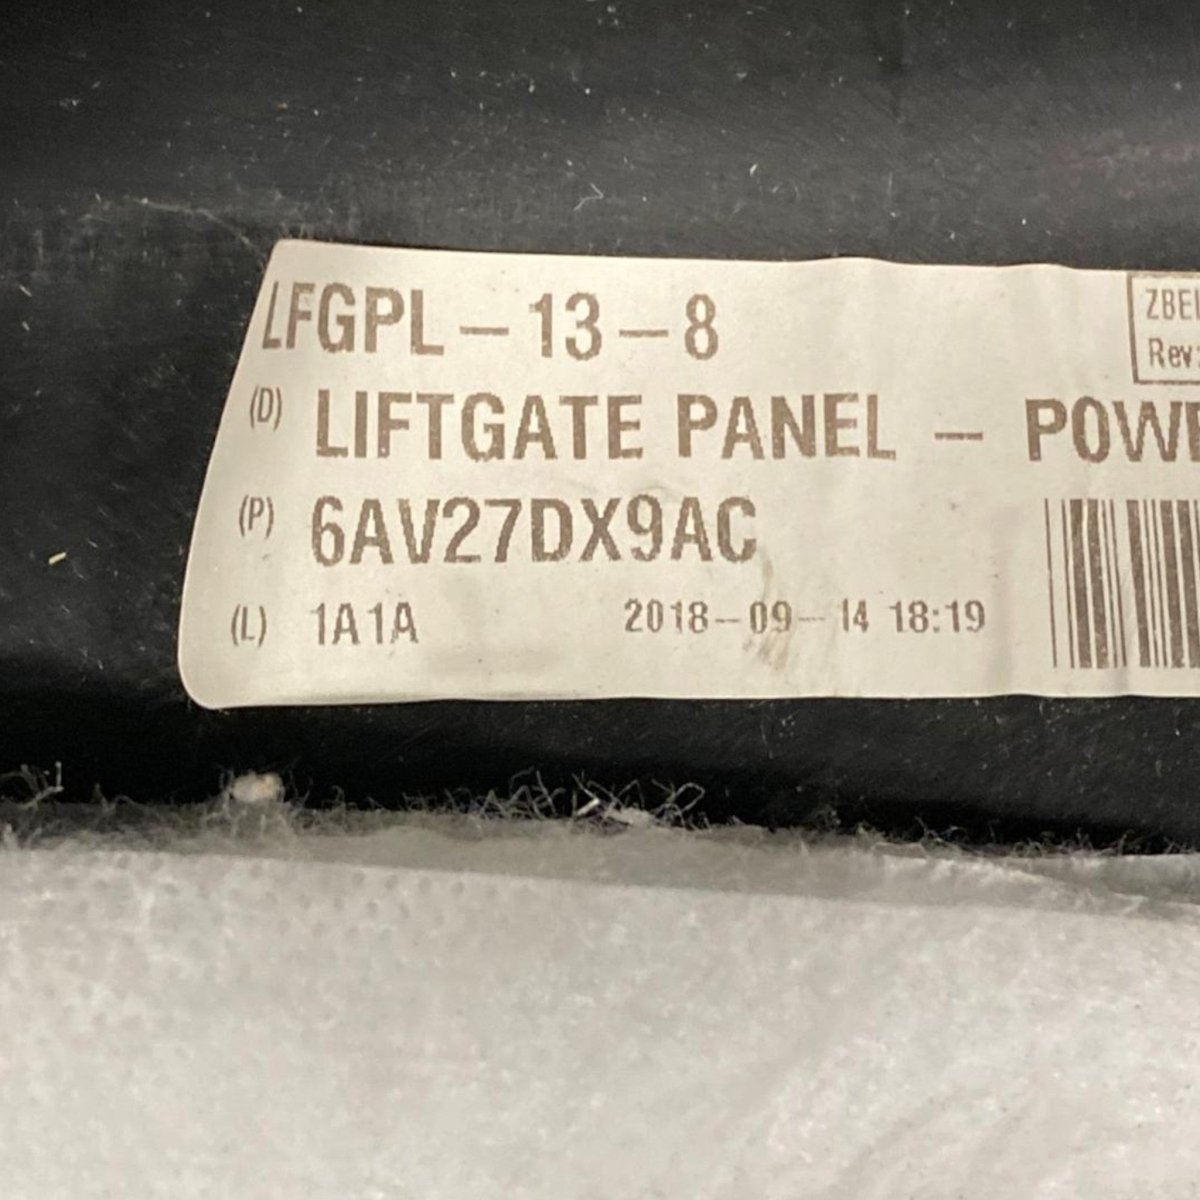 LFGPL-13-8
ZBE
Rev:
(D) LIFTGATE PANEL - POW
(P) 6AV27DX9AC
(L) 1A1A 2018-09-14 18:19